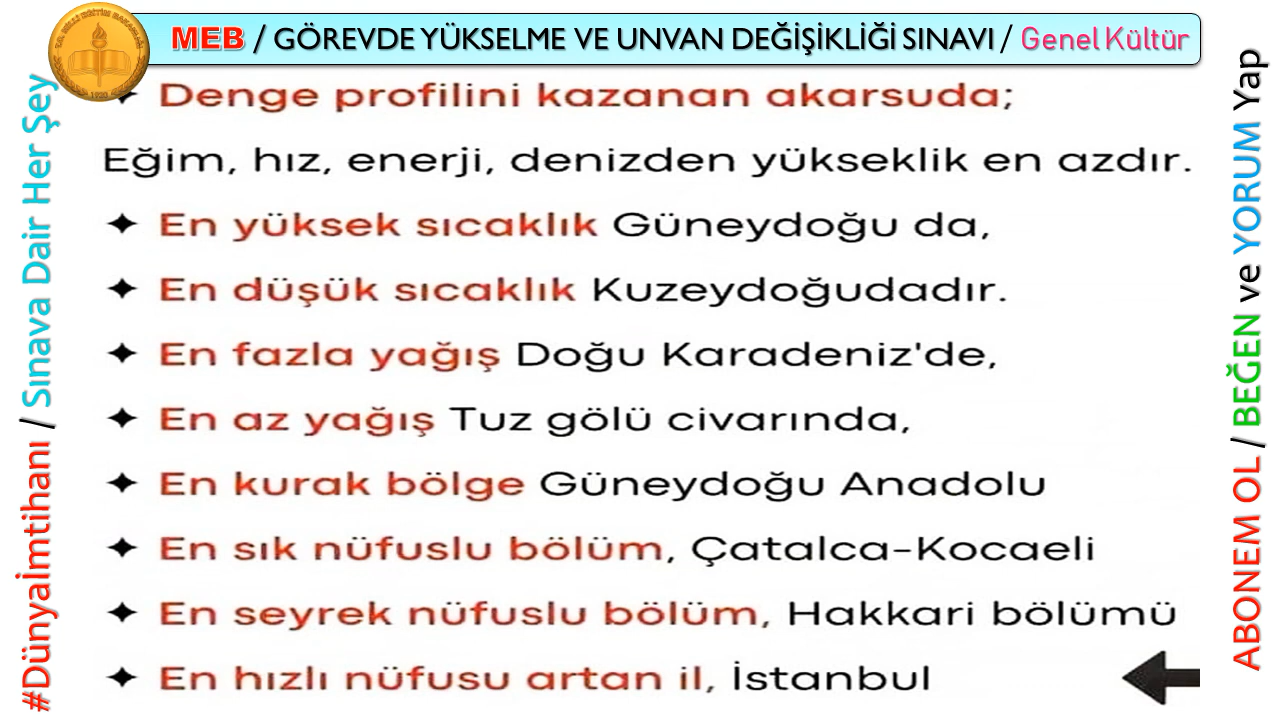 MEB / GÖREVDE YÜKSELME VE UNVAN DEĞİŞİKLİĞİ SINAVI / Genel Kültür
✦ Denge profilini kazanan akarsuda;
Eğim, hız, enerji, denizden yükseklik en azdır.
✦ En yüksek sıcaklık Güneydoğu da,
✦ En düşük sıcaklık Kuzeydoğudadır.
✦ En fazla yağış Doğu Karadeniz'de,
✦ En az yağış Tuz gölü civarında,
✦ En kurak bölge Güneydoğu Anadolu
✦ En sık nüfuslu bölüm, Çatalca-Kocaeli
✦ En seyrek nüfuslu bölüm, Hakkari bölümü
✦ En hızlı nüfusu artan il, İstanbul
#Dünyaİmtihanı / Sınava Dair Her Şey
ABONEM OL / BEĞEN ve YORUM Yap